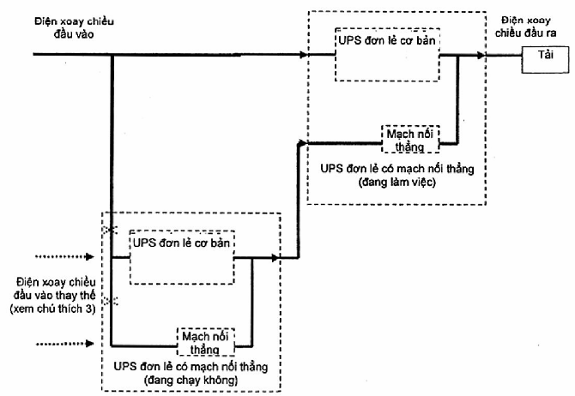 Điện xoay chiều
đầu vào
UPS đơn lẻ cơ bản
Điện xoay
chiều đầu ra
Tải
Mạch nối
thẳng
UPS đơn lẻ có mạch nối thẳng
(đang làm việc)
UPS đơn lẻ cơ bản
Điện xoay chiều
đầu vào thay thế
(xem chú thích 3)
Mạch nối
thẳng
UPS đơn lẻ có mạch nối thẳng
(đang chạy không)